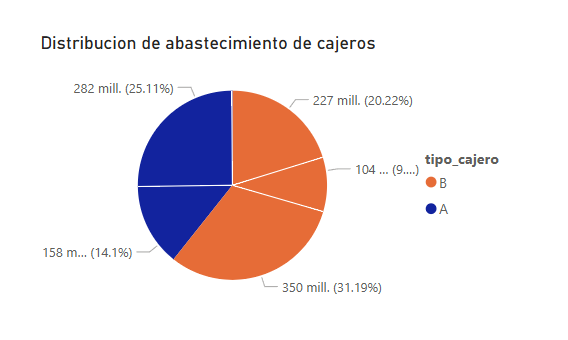 Distribucion de abastecimiento de cajeros
282 mill. (25.11%)
227 mill. (20.22%)
104 ... (9....)
158 m... (14.1%)
350 mill. (31.19%)
tipo_cajero
B
A